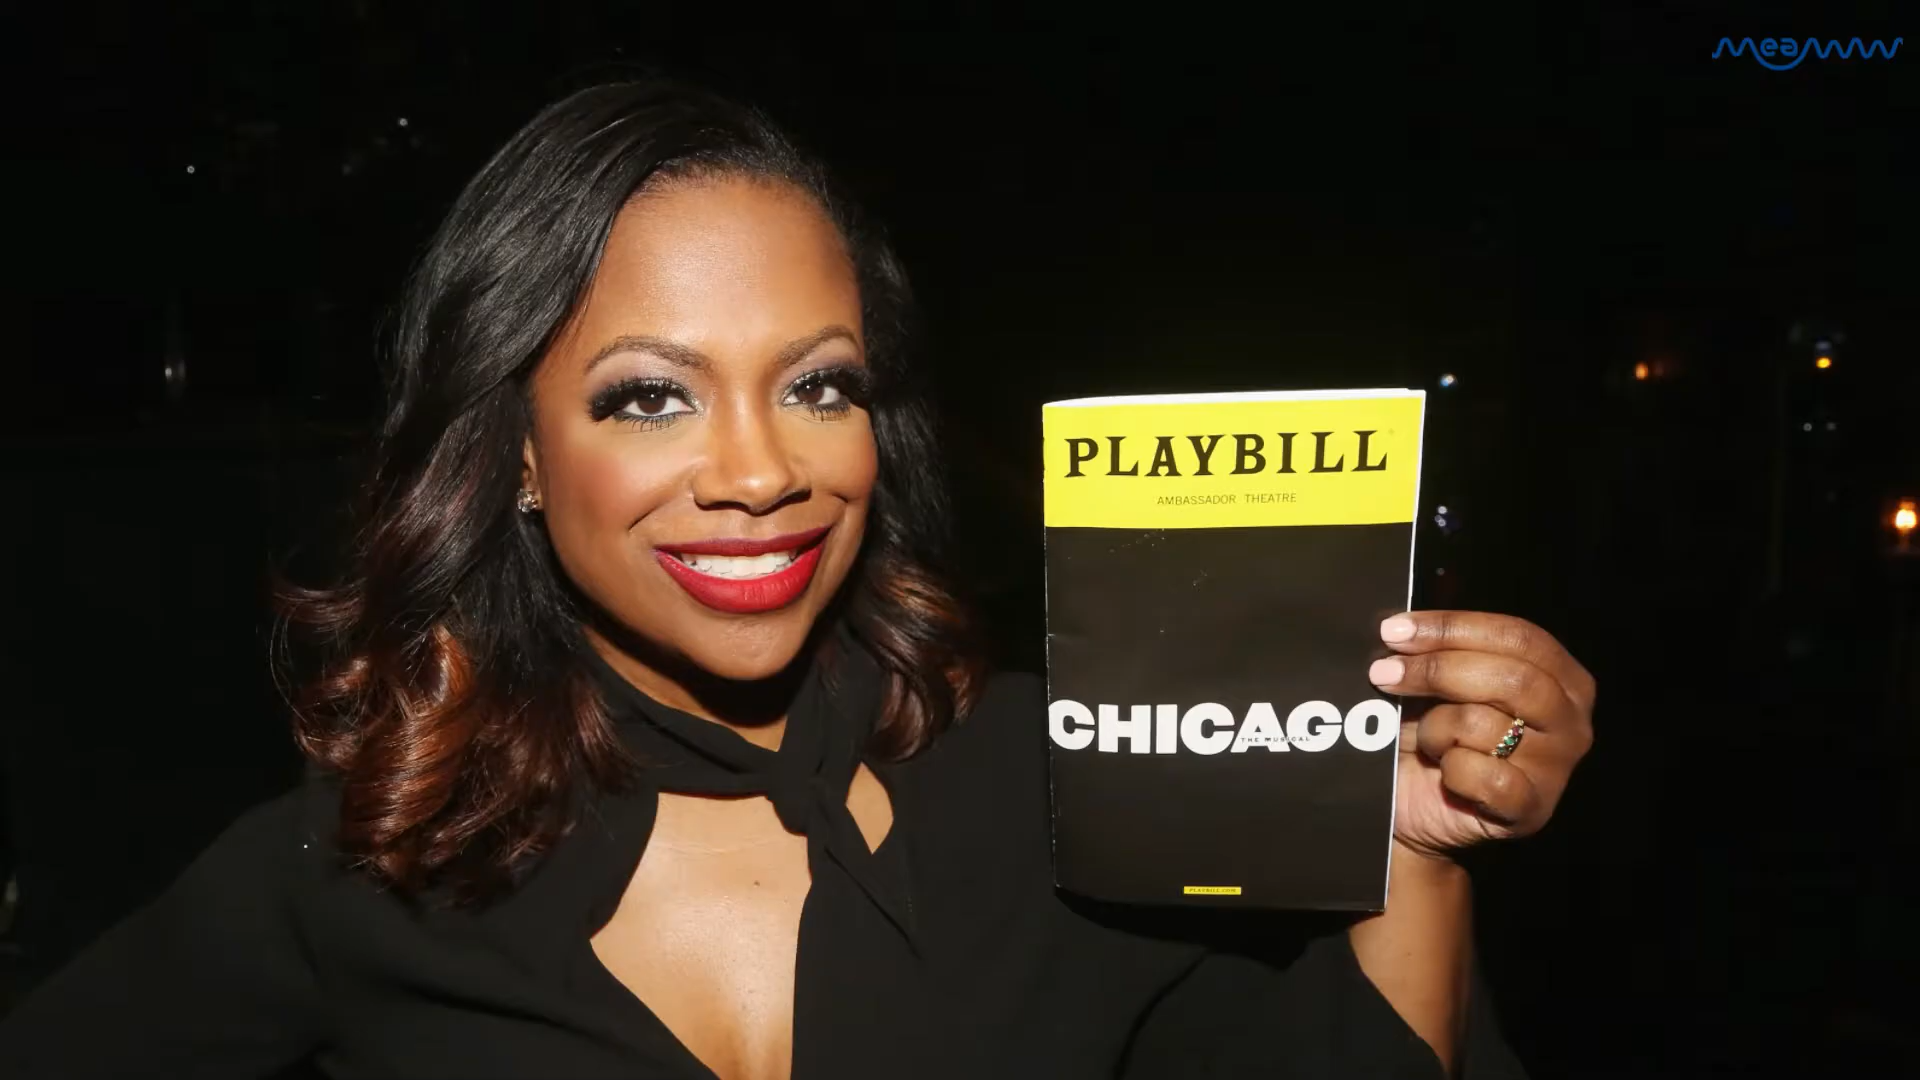 MEAWW
PLAYBILL
AMBASSADOR THEATRE
CHICAGO
THE MUSICAL
PLAYBILL.COM